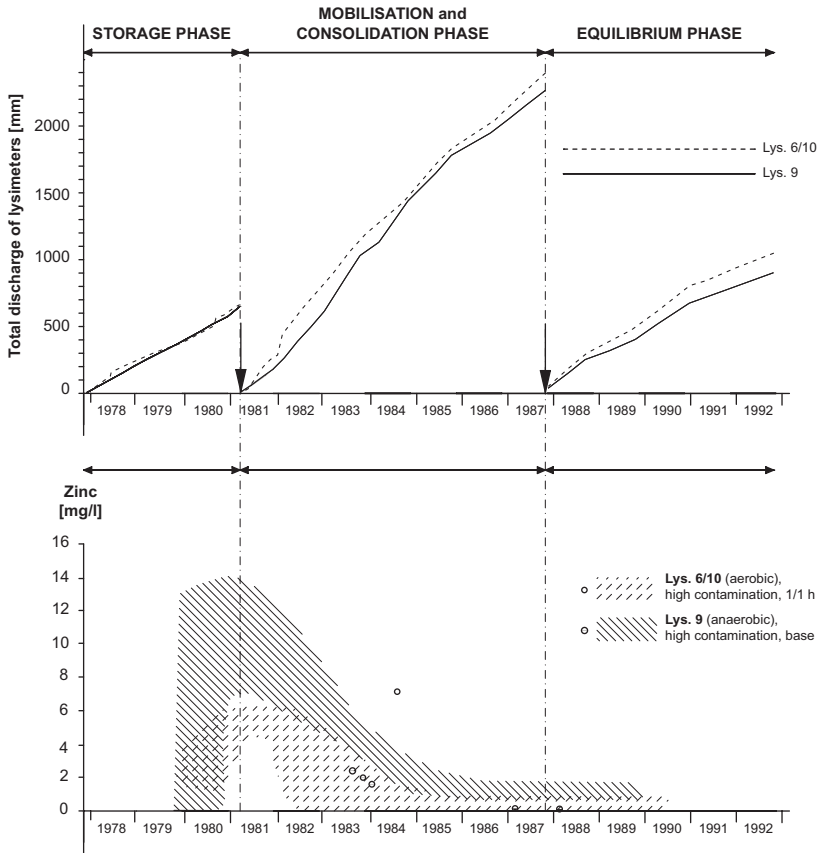 MOBILISATION and
STORAGE PHASE CONSOLIDATION PHASE EQUILIBRIUM PHASE
Total discharge of lysimeters [mm]
2000
1500
1000
500
0
Lys. 6/10
Lys. 9
1978 1979 1980 1981 1982 1983 1984 1985 1986 1987 1988 1989 1990 1991 1992
Zinc
[mg/l]
16
14
12
10
8
6
4
2
0
Lys. 6/10 (aerobic),
high contamination, 1/1 h
Lys. 9 (anaerobic),
high contamination, base
1978 1979 1980 1981 1982 1983 1984 1985 1986 1987 1988 1989 1990 1991 1992